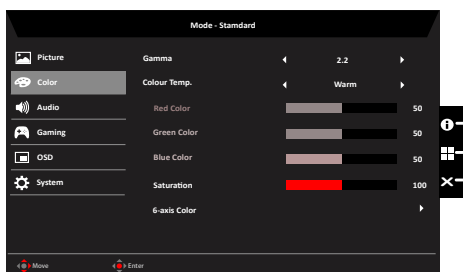 Mode - Stamdard
Picture
Gamma
2.2
Color
Colour Temp.
Warm
Audio
Red Color
50
Gaming
Green Color
50
OSD
Blue Color
50
System
Saturation
100
6-axis Color
Move
Enter